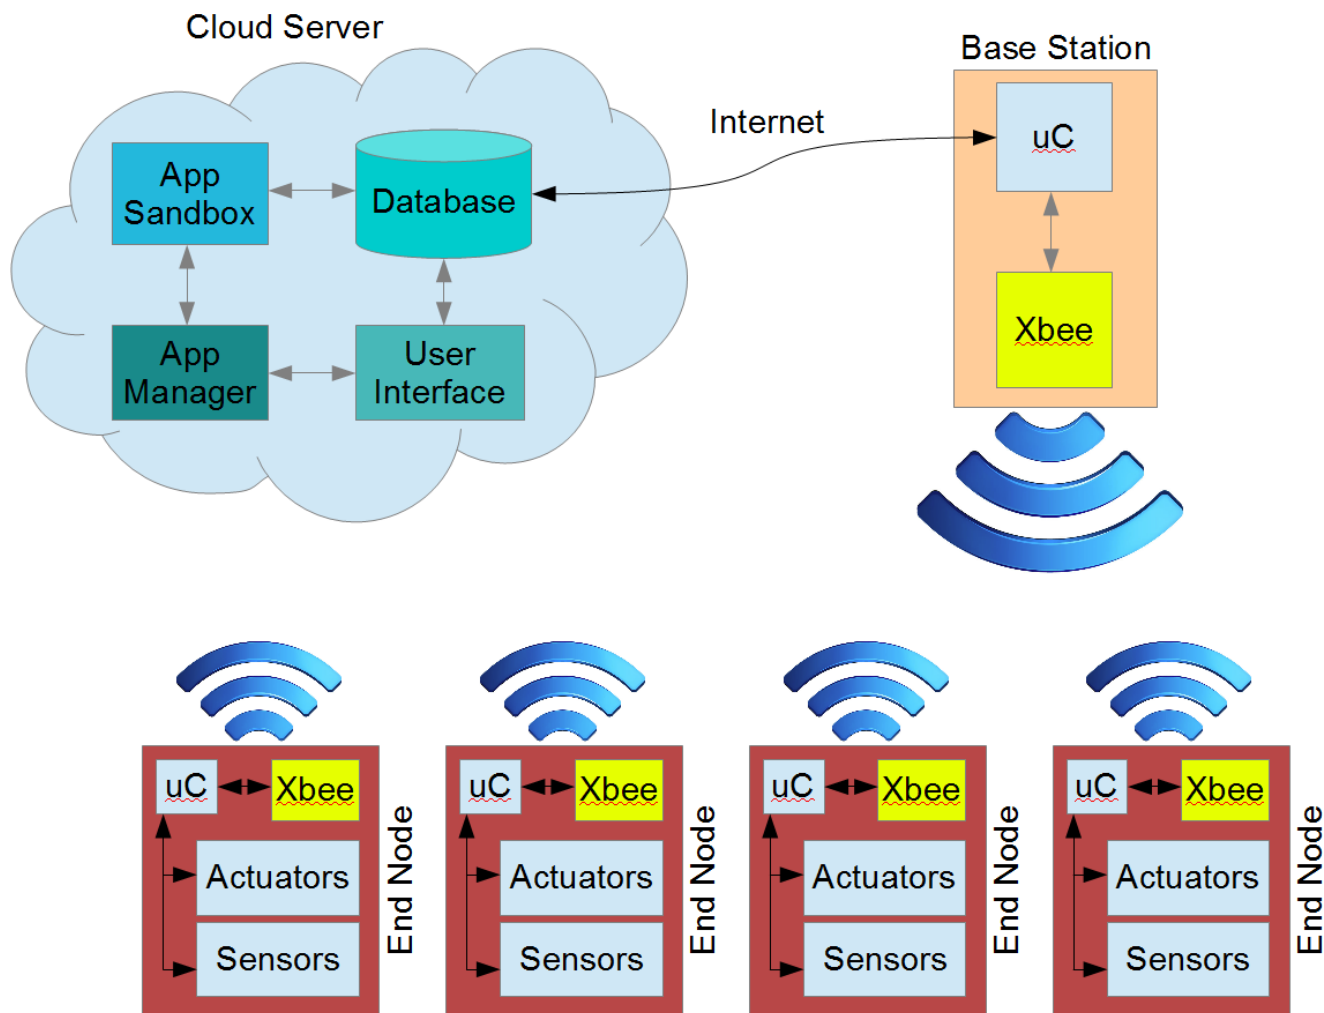 Cloud Server
Base Station
Internet
uC
App
Sandbox
Database
Xbee
App
Manager
User
Interface
uC
Xbee
Actuators
Sensors
End Node
uC
Xbee
Actuators
Sensors
End Node
uC
Xbee
Actuators
Sensors
End Node
uC
Xbee
Actuators
Sensors
End Node